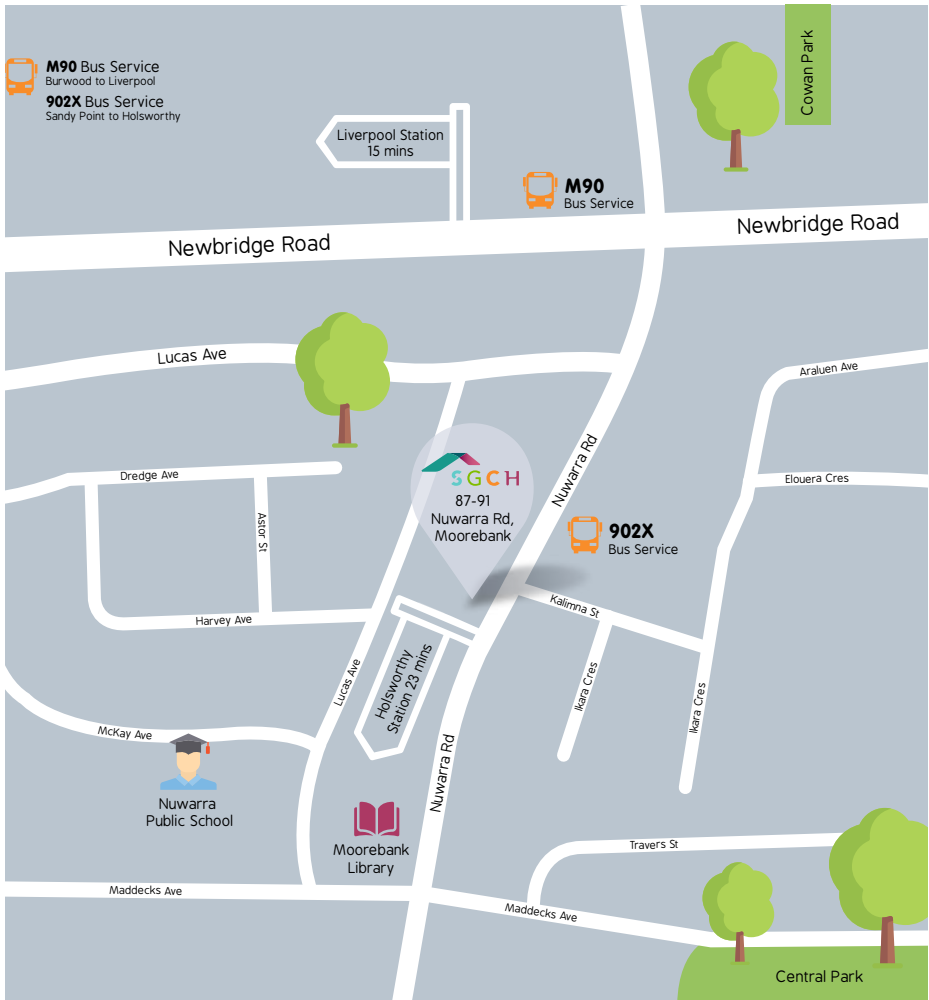 M90 Bus Service
Burwood to Liverpool
902X Bus Service
Sandy Point to Holsworthy
Cowan Park
Liverpool Station
15 mins
M90
Bus Service
Newbridge Road
Newbridge Road
Lucas Ave
Araluen Ave
Nuwarra Rd
SGCH
87-91
Nuwarra Rd,
Moorebank
Dredge Ave
Elouera Cres
Astor St
902X
Bus Service
Kalimna St
Harvey Ave
Lucas Ave
Holsworthy
Station 23 mins
Ikara Cres
Ikara Cres
McKay Ave
Nuwarra Rd
Nuwarra
Public School
Moorebank
Library
Travers St
Maddecks Ave
Maddecks Ave
Central Park